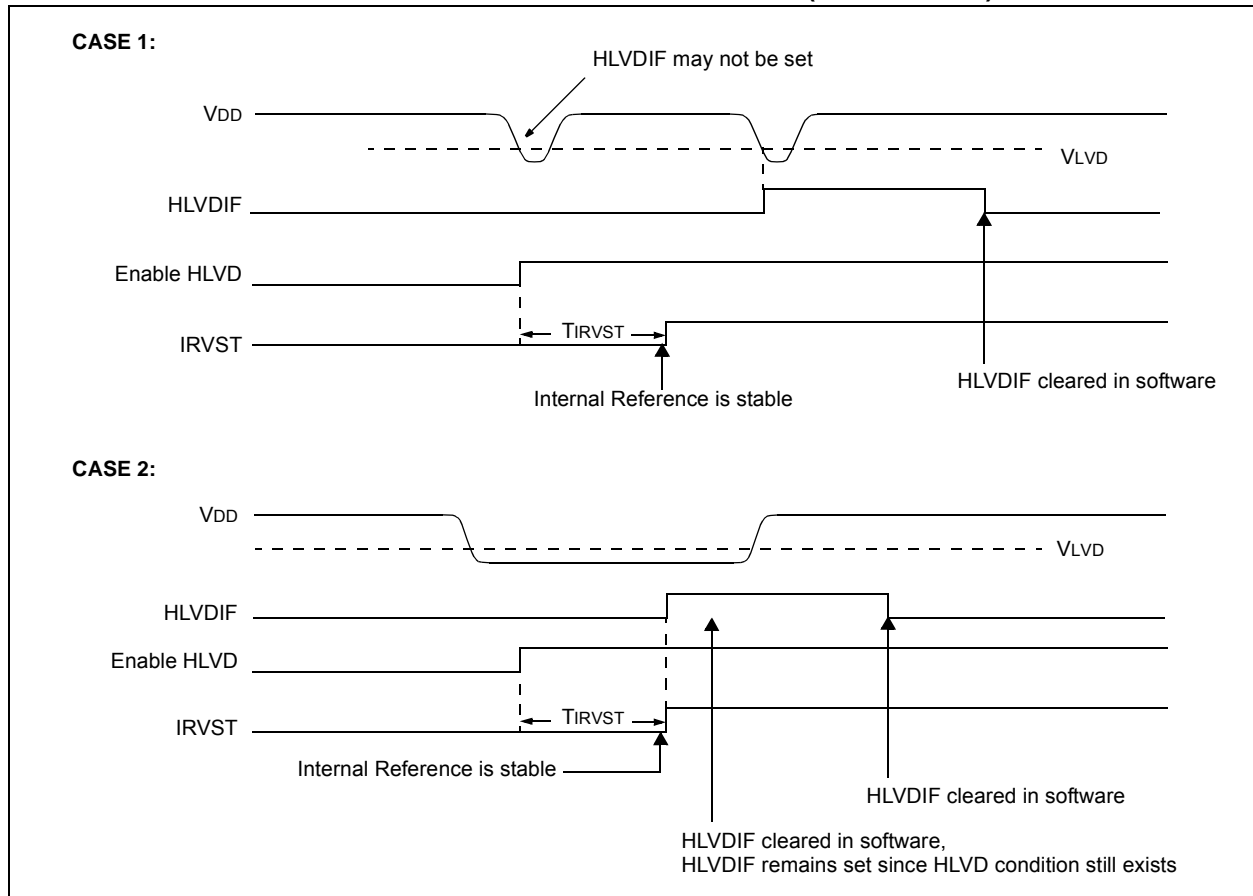 CASE 1:
HLVDIF may not be set
VDD
VLVD
HLVDIF
Enable HLVD
TIRVST
IRVST
HLVDIF cleared in software
Internal Reference is stable
CASE 2:
VDD
VLVD
HLVDIF
Enable HLVD
TIRVST
IRVST
Internal Reference is stable
HLVDIF cleared in software
HLVDIF cleared in software,
HLVDIF remains set since HLVD condition still exists